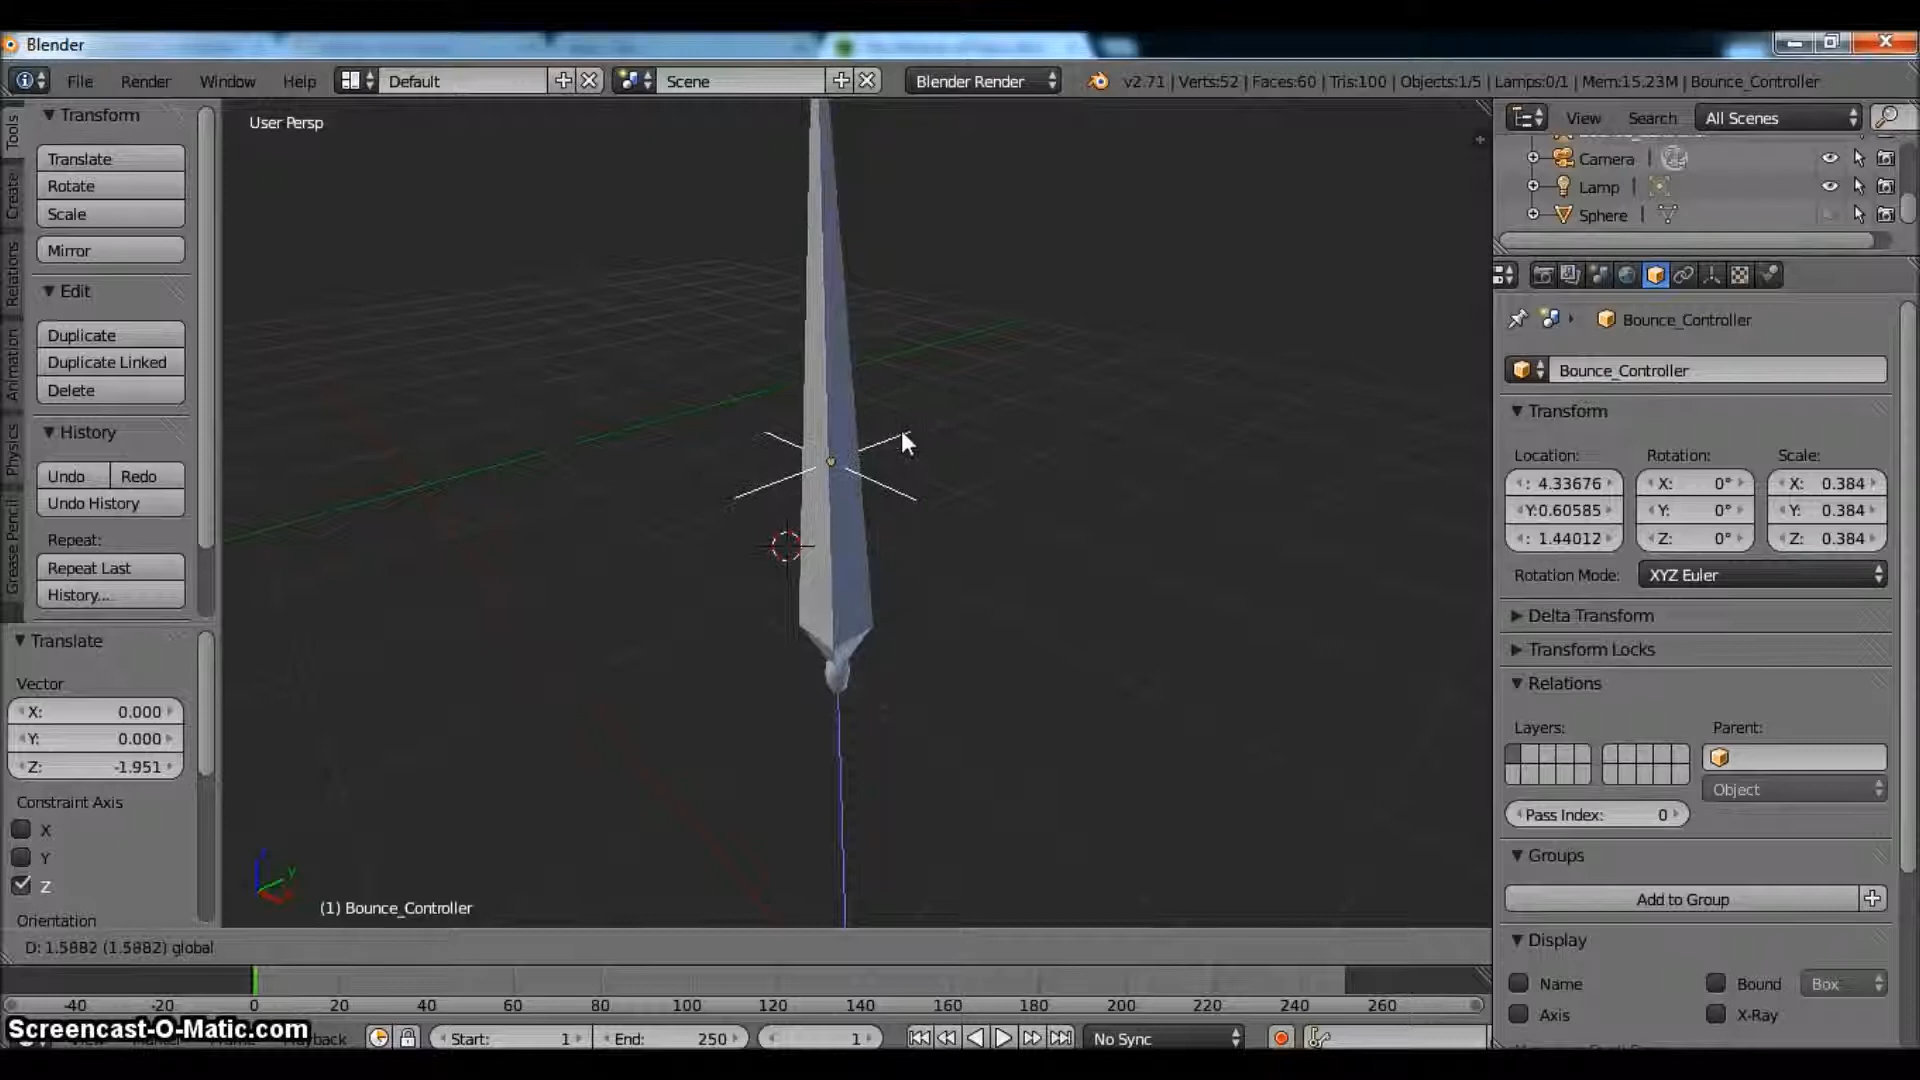 Blender
File Render Window Help Default Scene Blender Render v2.71 | Verts:52 | Faces:60 | Tris:100 | Objects:1/5 | Lamps:0/1 | Mem:15.23M | Bounce_Controller
Tools
Create
Relations
Animation
Physics
Grease Pencil
Transform
Translate
Rotate
Scale
Mirror
Edit
Duplicate
Duplicate Linked
Delete
History
Undo Redo
Undo History
Repeat:
Repeat Last
History...
Translate
Vector
X: 0.000
Y: 0.000
Z: -1.951
Constraint Axis
X
Y
Z
Orientation
User Persp
(1) Bounce_Controller
D: 1.5882 (1.5882) global
View Search All Scenes
Camera
Lamp
Sphere
Bounce_Controller
Bounce_Controller
Transform
Location: Rotation: Scale:
: 4.33676 X: 0° X: 0.384
Y:0.60585 Y: 0° Y: 0.384
: 1.44012 Z: 0° Z: 0.384
Rotation Mode: XYZ Euler
Delta Transform
Transform Locks
Relations
Layers: Parent:
Object
Pass Index: 0
Groups
Add to Group
Display
Name Bound Box
Axis X-Ray
-40 -20 0 20 40 60 80 100 120 140 160 180 200 220 240 260
Screencast-O-Matic.com
Start: 1 End: 250 1 No Sync